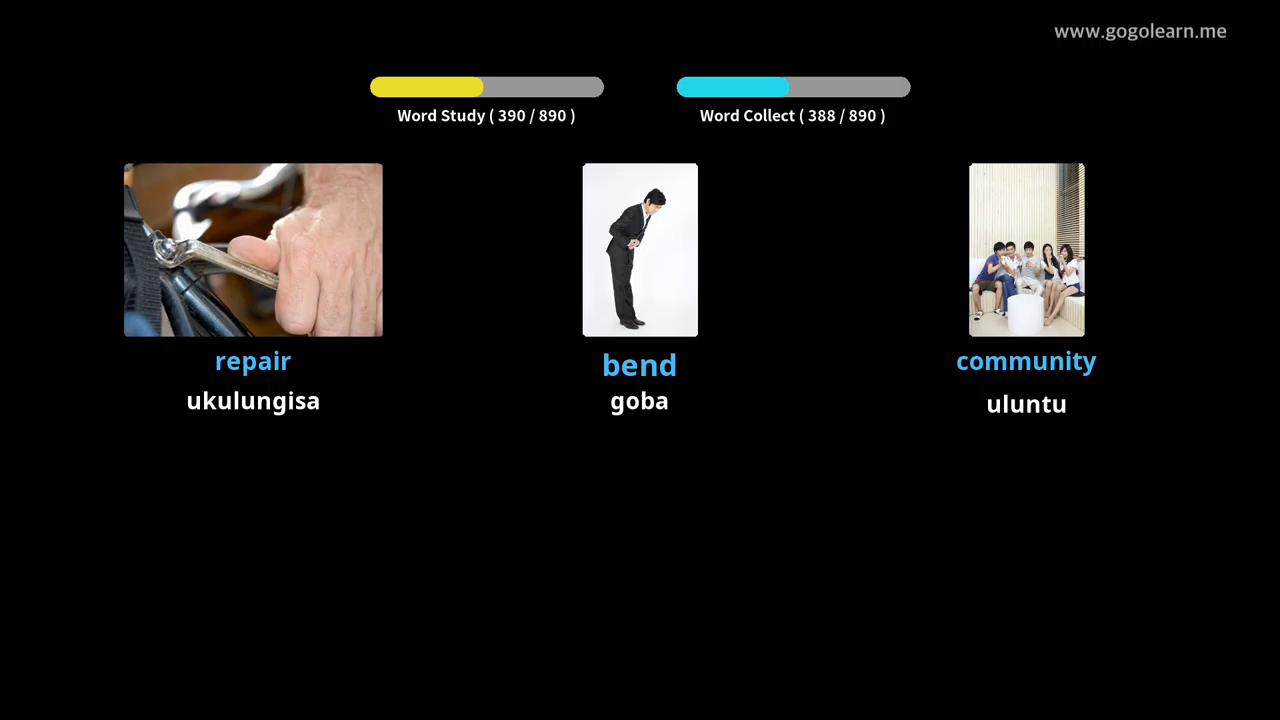 www.gogolearn.me
Word Study ( 390 / 890 )
Word Collect ( 388 / 890 )
repair
ukulungisa
bend
goba
community
uluntu